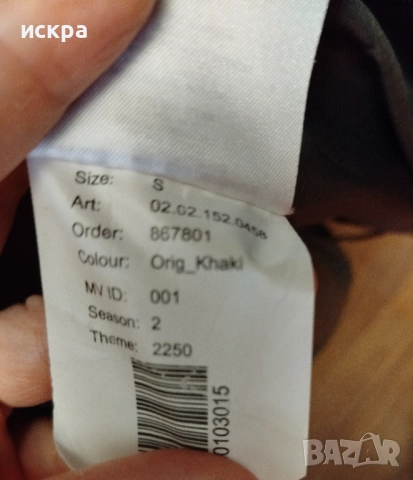 искра
Size: S
Art: 02.02.152.0458
Order: 867801
Colour: Orig_Khaki
MV ID: 001
Season: 2
Theme: 2250
0103015
BAZAR